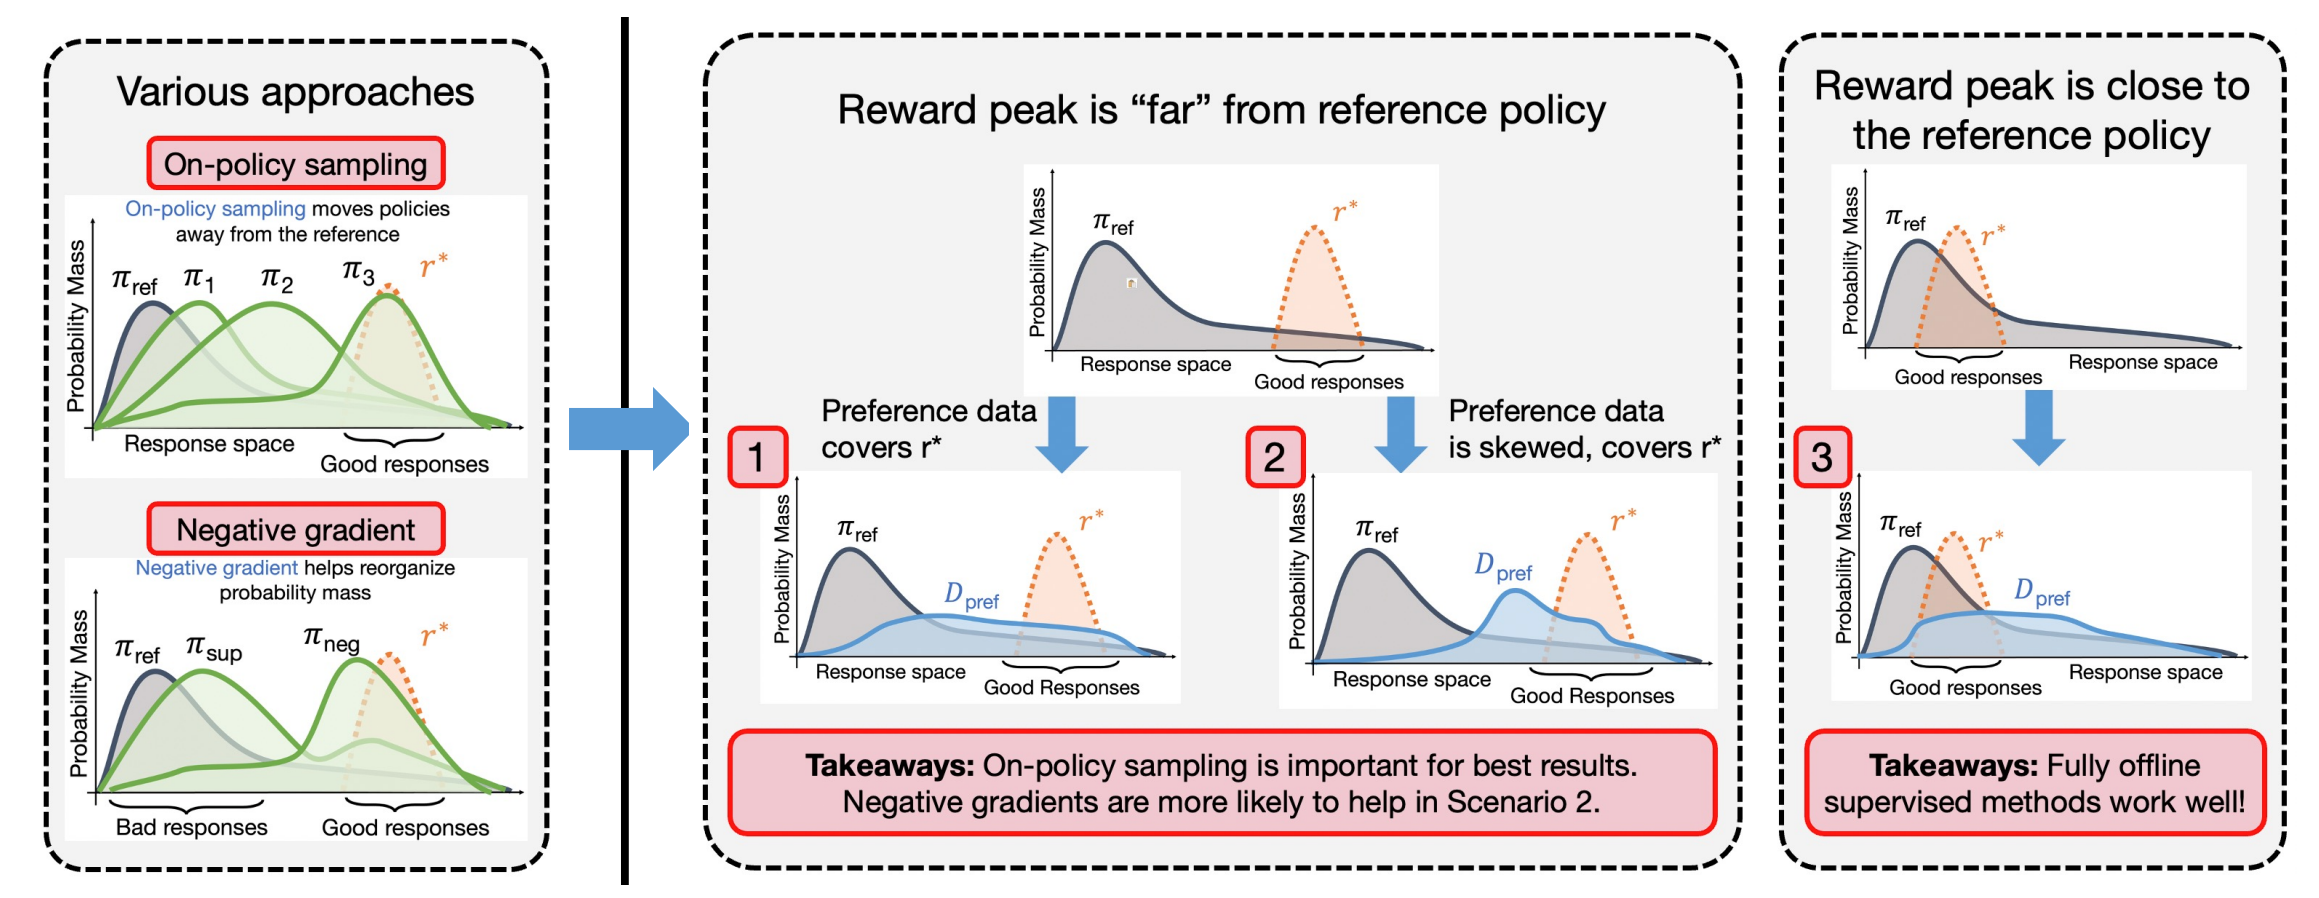 Various approaches
On-policy sampling
On-policy sampling moves policies
away from the reference
Probability Mass
π_ref
π_1
π_2
π_3
r*
Response space
Good responses
Negative gradient
Negative gradient helps reorganize
probability mass
Probability Mass
π_ref
π_sup
π_neg
r*
Bad responses
Good responses
Reward peak is “far” from reference policy
Probability Mass
π_ref
r*
Response space
Good responses
1
Preference data
covers r*
Probability Mass
π_ref
D_pref
r*
Response space
Good Responses
2
Preference data
is skewed, covers r*
Probability Mass
π_ref
D_pref
r*
Response space
Good Responses
Takeaways: On-policy sampling is important for best results.
Negative gradients are more likely to help in Scenario 2.
Reward peak is close to
the reference policy
Probability Mass
π_ref
r*
Good responses
Response space
3
Probability Mass
π_ref
r*
D_pref
Good responses
Response space
Takeaways: Fully offline
supervised methods work well!